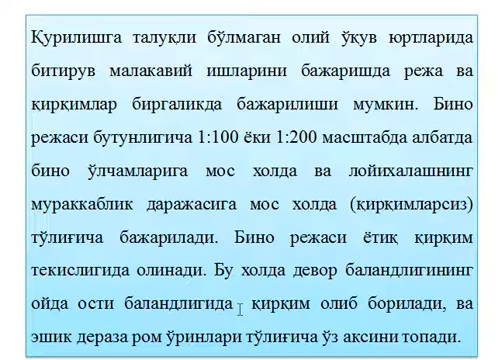 Қурилишга талуқли бўлмаган олий ўқув юртларида
битирув малакавий ишларини бажаришда режа ва
қирқимлар биргаликда бажарилиши мумкин. Бино
режаси бутунлигича 1:100 ёки 1:200 масштабда албатда
бино ўлчамларига мос холда ва лойихалашнинг
мураккаблик даражасига мос холда (қирқимларсиз)
тўлиғича бажарилади. Бино режаси ётиқ қирқим
текислигида олинади. Бу холда девор баландлигининг
ойда ости баландлигида қирқим олиб борилади, ва
эшик дераза ром ўринлари тўлиғича ўз аксини топади.